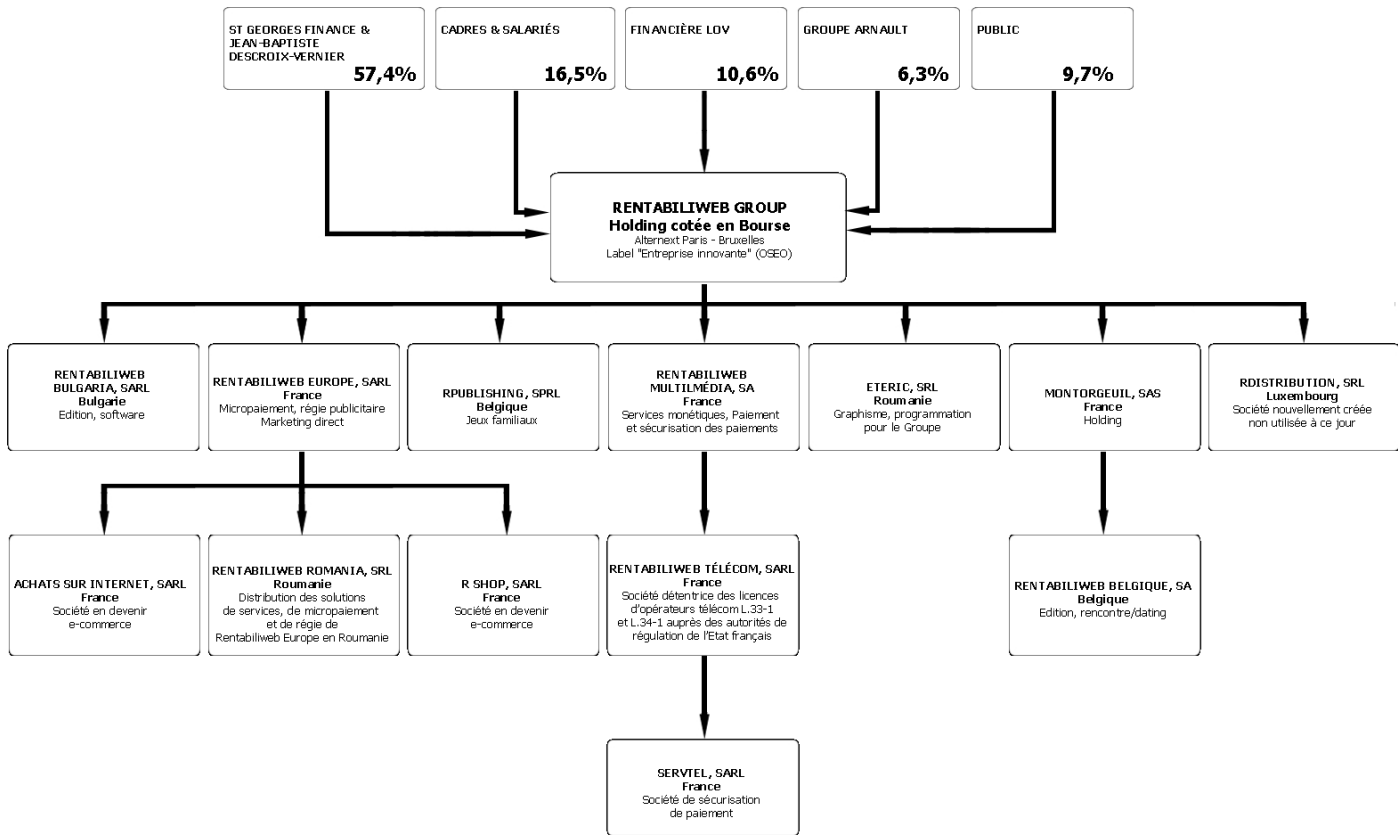 ST GEORGES FINANCE &
JEAN-BAPTISTE
DESCROIX-VERNIER
57,4%
CADRES & SALARIÉS
16,5%
FINANCIÈRE LOV
10,6%
GROUPE ARNAULT
6,3%
PUBLIC
9,7%
RENTABILIWEB GROUP
Holding cotée en Bourse
Alternext Paris - Bruxelles
Label "Entreprise innovante" (OSEO)
RENTABILIWEB
BULGARIA, SARL
Bulgarie
Edition, software
RENTABILIWEB EUROPE, SARL
France
Micropaiement, régie publicitaire
Marketing direct
RPUBLISHING, SPRL
Belgique
Jeux familiaux
RENTABILIWEB
MULTILMÉDIA, SA
France
Services monétiques, Paiement
et sécurisation des paiements
ETERIC, SRL
Roumanie
Graphisme, programmation
pour le Groupe
MONTORGEUIL, SAS
France
Holding
RDISTRIBUTION, SRL
Luxembourg
Société nouvellement créée
non utilisée à ce jour
ACHATS SUR INTERNET, SARL
France
Société en devenir
e-commerce
RENTABILIWEB ROMANIA, SRL
Roumanie
Distribution des solutions
de services, de micropaiement
et de régie de
Rentabiliweb Europe en Roumanie
R SHOP, SARL
France
Société en devenir
e-commerce
RENTABILIWEB TÉLÉCOM, SARL
France
Société détentrice des licences
d'opérateurs télécom L.33-1
et L.34-1 auprès des autorités de
régulation de l'Etat français
RENTABILIWEB BELGIQUE, SA
Belgique
Edition, rencontre/dating
SERVTEL, SARL
France
Société de sécurisation
de paiement